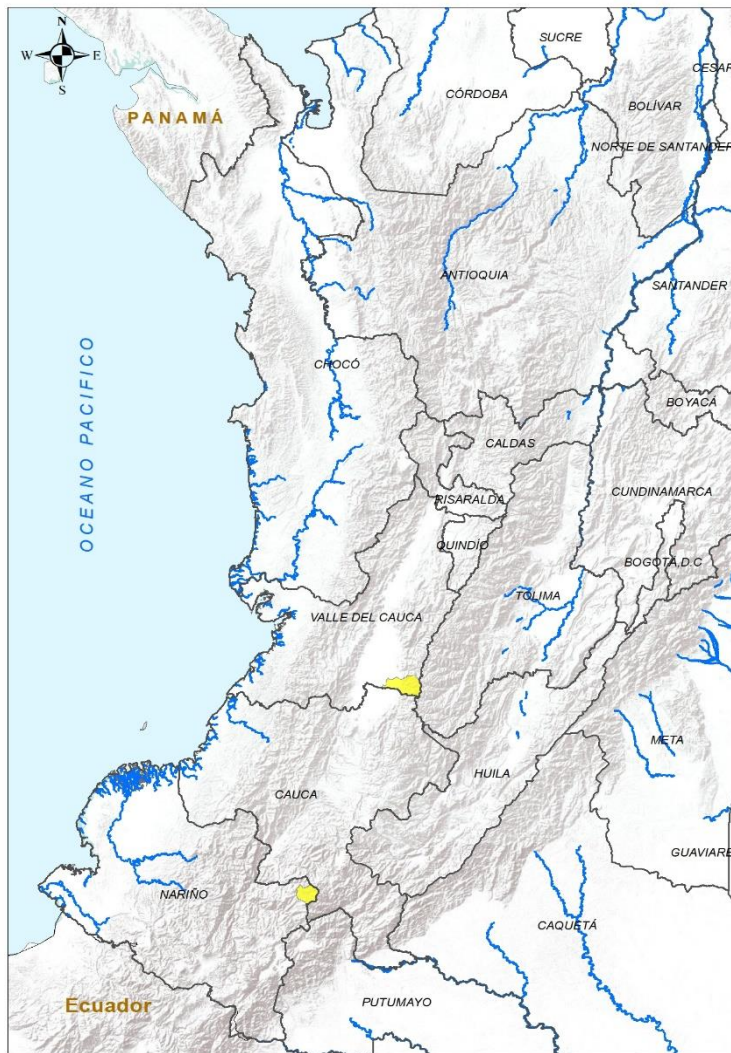 N
W E
S
SUCRE
CESAR
CÓRDOBA
BOLÍVAR
PANAMÁ
NORTE DE SANTANDER
ANTIOQUIA
SANTANDER
OCEANO PACIFICO
CHOCÓ
BOYACÁ
CALDAS
CUNDINAMARCA
RISARALDA
QUINDÍO
BOGOTÁ,D.C
TOLIMA
VALLE DEL CAUCA
META
HUILA
CAUCA
GUAVIARE
NARIÑO
CAQUETÁ
PUTUMAYO
Ecuador